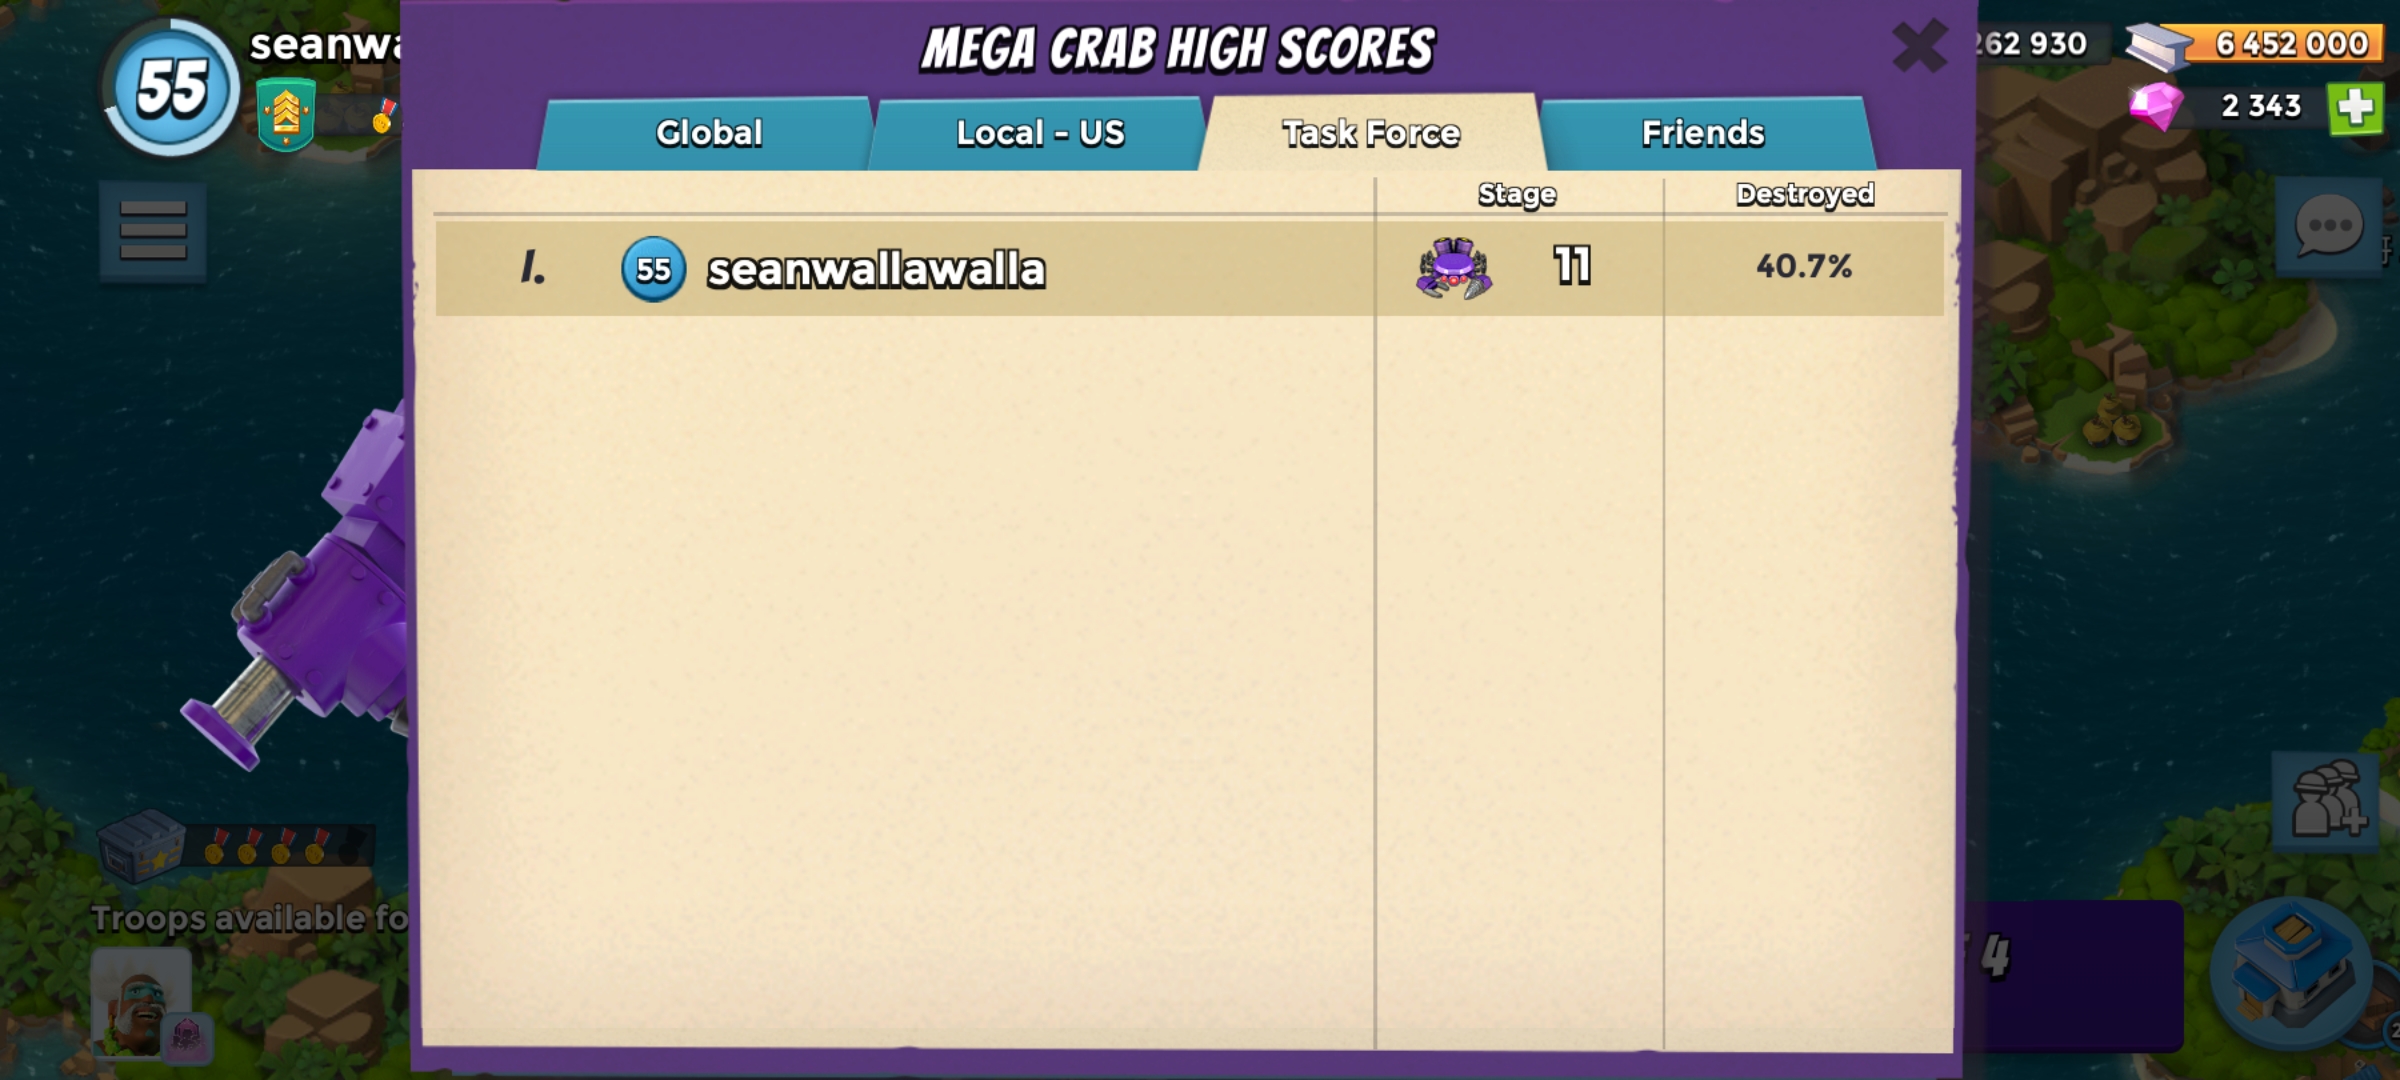 55
seanwa
MEGA CRAB HIGH SCORES
262 930
6 452 000
2 343
Global
Local - US
Task Force
Friends
Stage
Destroyed
1.
55
seanwallawalla
11
40.7%
Troops available fo
4